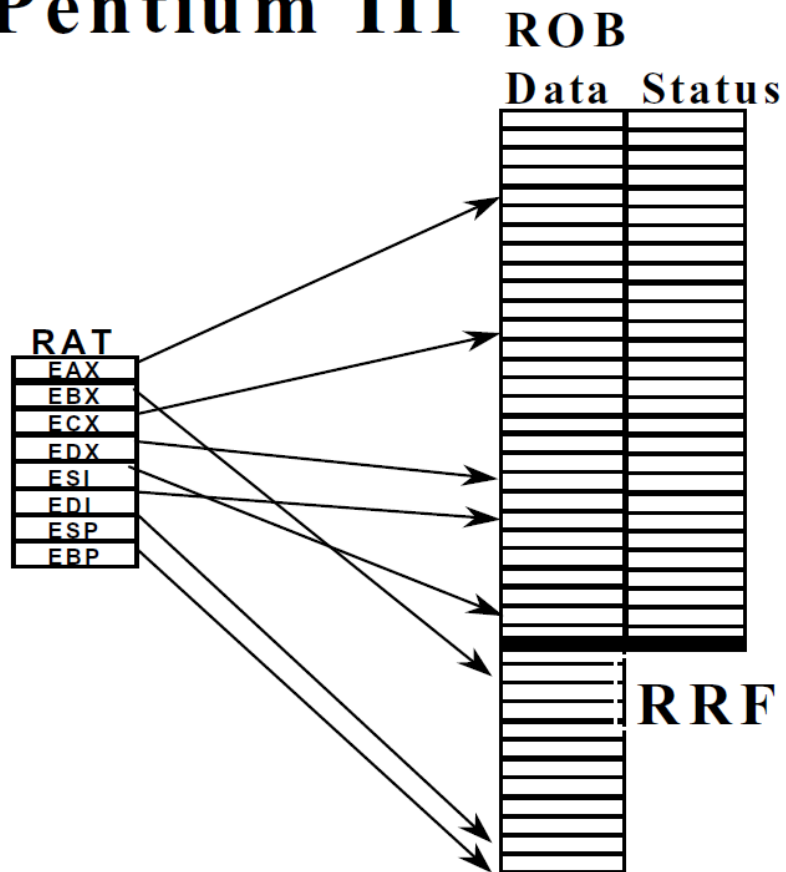 Pentium III
ROB
Data Status
RAT
EAX
EBX
ECX
EDX
ESI
EDI
ESP
EBP
RRF